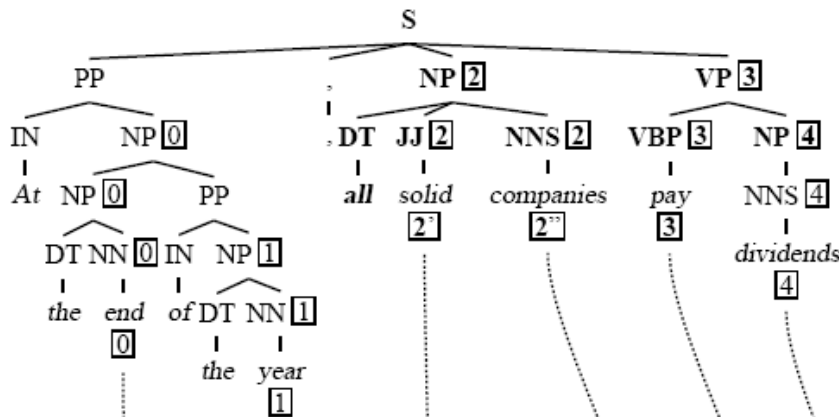 S
PP , NP 2 VP 3
IN NP 0 , DT JJ 2 NNS 2 VBP 3 NP 4
At NP 0 PP all solid companies pay NNS 4
2’ 2” 3
DT NN 0 IN NP 1 dividends
4
the end of DT NN 1
0
the year
1